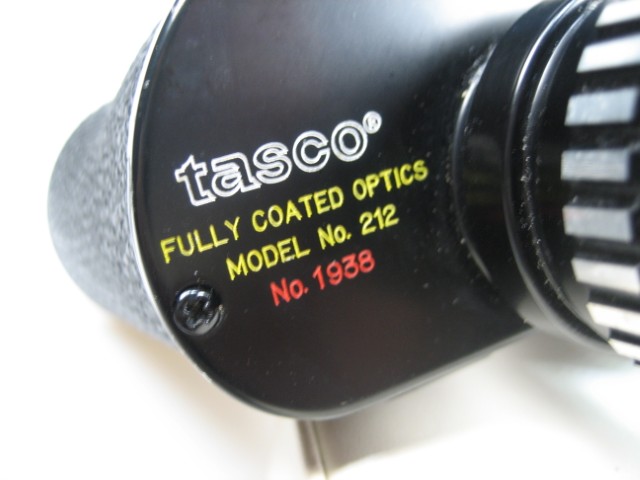 tasco®
FULLY COATED OPTICS
MODEL No. 212
No. 1938